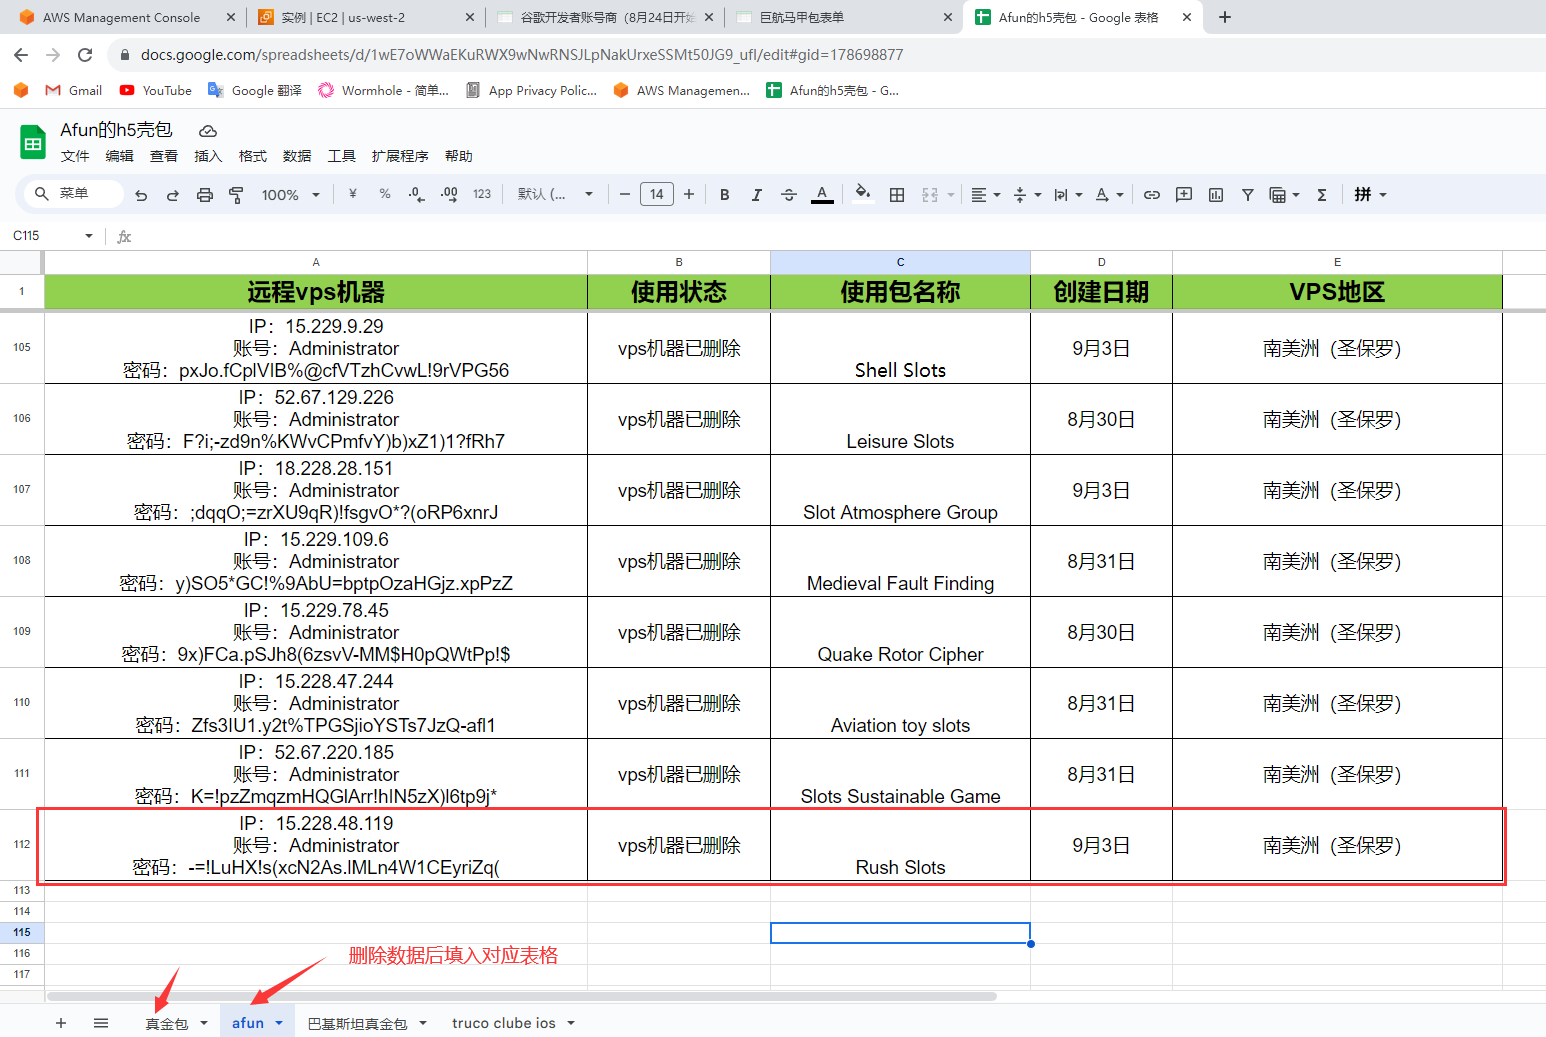 AWS Management Console
实例 | EC2 | us-west-2
谷歌开发者账号商（8月24日开始
巨航马甲包表单
Afun的h5壳包 - Google 表格
docs.google.com/spreadsheets/d/1wE7oWWaEKuRWX9wNwRNSJLpNakUrxeSSMt50JG9_ufI/edit#gid=178698877
Gmail
YouTube
Google 翻译
Wormhole - 简单...
App Privacy Polic...
AWS Managemen...
Afun的h5壳包 - G...
Afun的h5壳包
文件 编辑 查看 插入 格式 数据 工具 扩展程序 帮助
菜单 100% ¥ % .0 .00 123 默认 (... 14 B I A Σ 拼
C115 fx
A B C D E
1 远程vps机器 使用状态 使用包名称 创建日期 VPS地区
IP：15.229.9.29
105 账号：Administrator vps机器已删除 9月3日 南美洲（圣保罗）
密码：pxJo.fCplVIB%@cfVTzhCvwL!9rVPG56 Shell Slots
IP：52.67.129.226
106 账号：Administrator vps机器已删除 8月30日 南美洲（圣保罗）
密码：F?i;-zd9n%KWvCPmfvY)b)xZ1)1?fRh7 Leisure Slots
IP：18.228.28.151
107 账号：Administrator vps机器已删除 9月3日 南美洲（圣保罗）
密码：;dqqO;=zrXU9qR)!fsgvO*?(oRP6xnrJ Slot Atmosphere Group
IP：15.229.109.6
108 账号：Administrator vps机器已删除 8月31日 南美洲（圣保罗）
密码：y)SO5*GC!%9AbU=bptpOzaHGjz.xpPzZ Medieval Fault Finding
IP：15.229.78.45
109 账号：Administrator vps机器已删除 8月30日 南美洲（圣保罗）
密码：9x)FCa.pSJh8(6zsvV-MM$H0pQWtPp!$ Quake Rotor Cipher
IP：15.228.47.244
110 账号：Administrator vps机器已删除 8月31日 南美洲（圣保罗）
密码：Zfs3IU1.y2t%TPGSjioYSTs7JzQ-afl1 Aviation toy slots
IP：52.67.220.185
111 账号：Administrator vps机器已删除 8月31日 南美洲（圣保罗）
密码：K=!pzZmqzmHQGlArr!hIN5zX)l6tp9j* Slots Sustainable Game
IP：15.228.48.119
112 账号：Administrator vps机器已删除 9月3日 南美洲（圣保罗）
密码：-=!LuHX!s(xcN2As.lMLn4W1CEyriZq( Rush Slots
113
114
115
116 删除数据后填入对应表格
117
真金包 afun 巴基斯坦真金包 truco clube ios